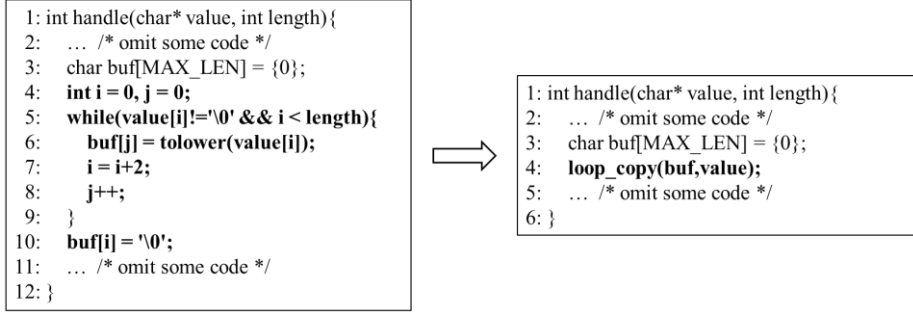 1: int handle(char* value, int length){
2: … /* omit some code */
3: char buf[MAX_LEN] = {0};
4: int i = 0, j = 0;
5: while(value[i]!='\0' && i < length){
6: buf[j] = tolower(value[i]);
7: i = i+2;
8: j++;
9: }
10: buf[i] = '\0';
11: … /* omit some code */
12: }
1: int handle(char* value, int length){
2: … /* omit some code */
3: char buf[MAX_LEN] = {0};
4: loop_copy(buf,value);
5: … /* omit some code */
6: }